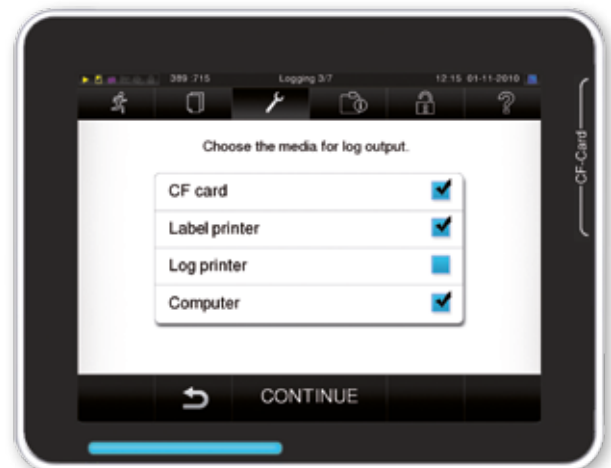 389 :715 Logging 3/7 12:15 01-11-2010
Choose the media for log output.
CF card
Label printer
Log printer
Computer
CONTINUE
CF-Card